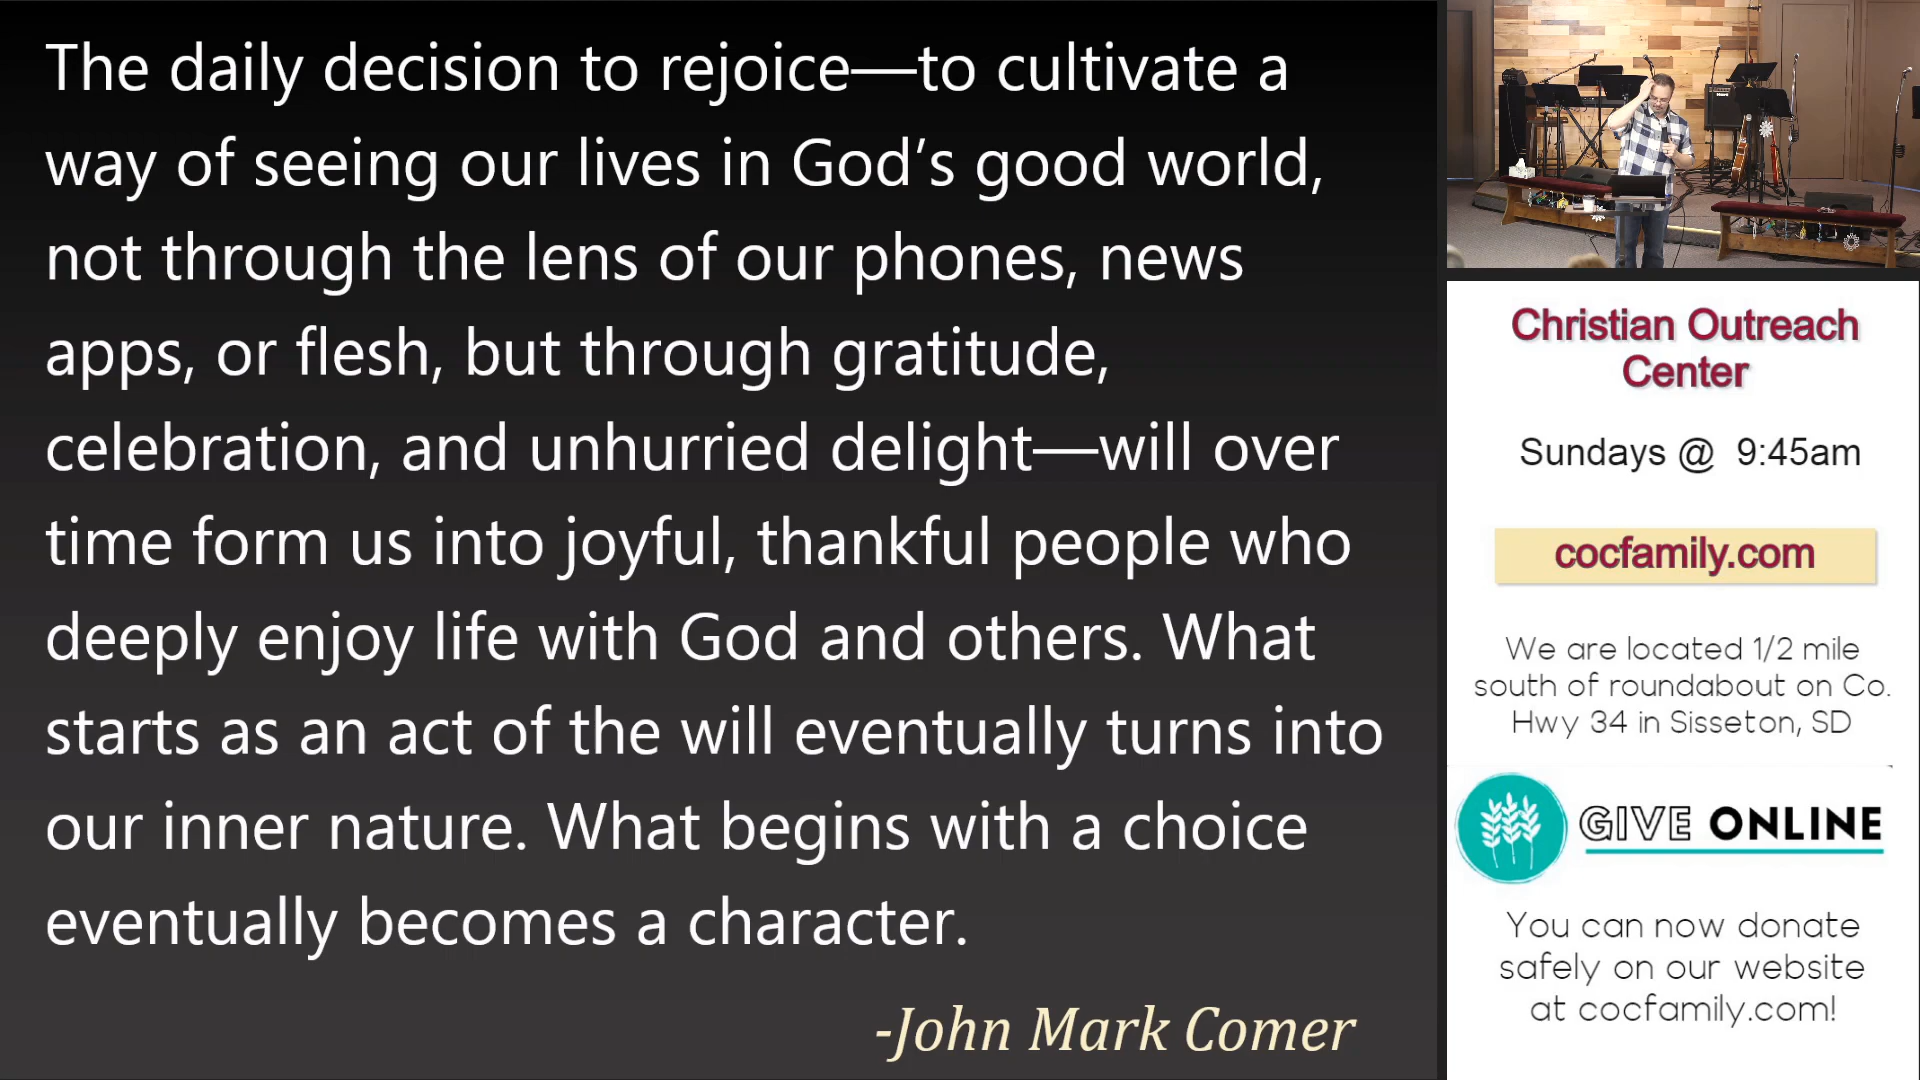 The daily decision to rejoice—to cultivate a
way of seeing our lives in God’s good world,
not through the lens of our phones, news
apps, or flesh, but through gratitude,
celebration, and unhurried delight—will over
time form us into joyful, thankful people who
deeply enjoy life with God and others. What
starts as an act of the will eventually turns into
our inner nature. What begins with a choice
eventually becomes a character.
-John Mark Comer
Christian Outreach
Center
Sundays @ 9:45am
cocfamily.com
We are located 1/2 mile
south of roundabout on Co.
Hwy 34 in Sisseton, SD
GIVE ONLINE
You can now donate
safely on our website
at cocfamily.com!